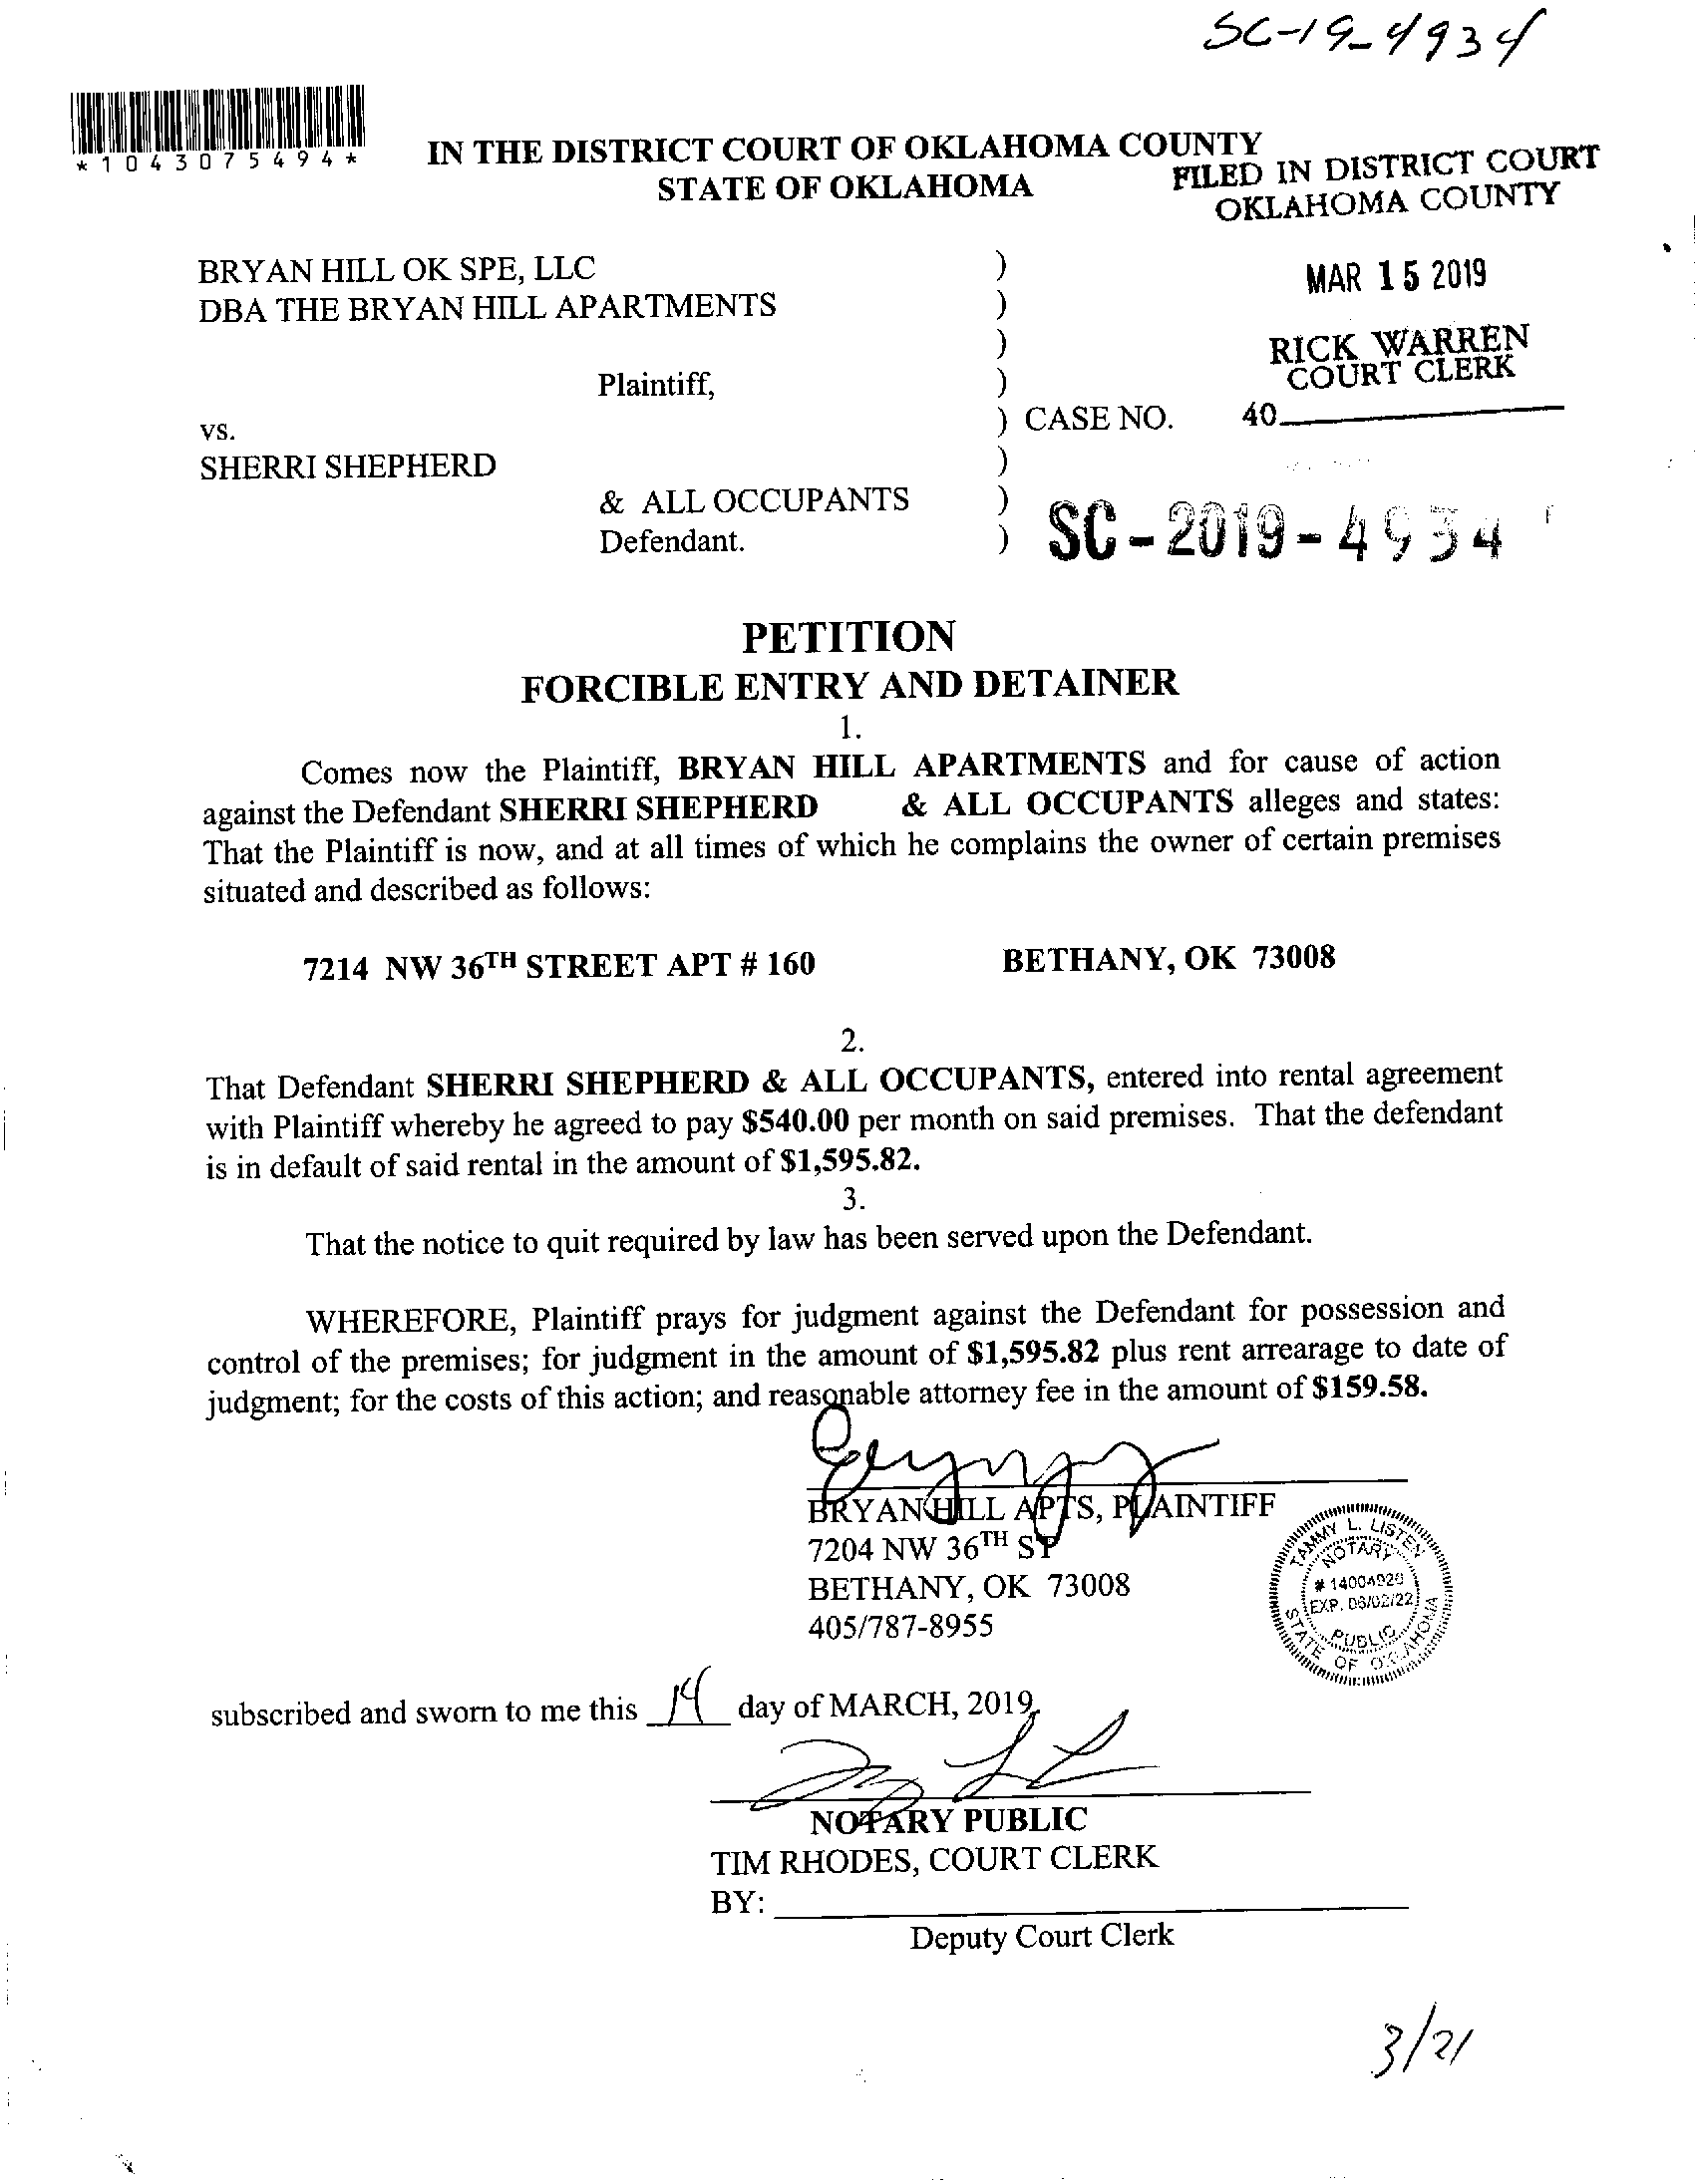 SC-19-4934
*1043075494*
IN THE DISTRICT COURT OF OKLAHOMA COUNTY
STATE OF OKLAHOMA
FILED IN DISTRICT COURT
OKLAHOMA COUNTY
MAR 15 2019
RICK WARREN
COURT CLERK
40
BRYAN HILL OK SPE, LLC )
DBA THE BRYAN HILL APARTMENTS )
)
Plaintiff, )
vs. ) CASE NO.
SHERRI SHEPHERD )
& ALL OCCUPANTS )
Defendant. ) SC-2019-4934
PETITION
FORCIBLE ENTRY AND DETAINER
1.
Comes now the Plaintiff, BRYAN HILL APARTMENTS and for cause of action
against the Defendant SHERRI SHEPHERD & ALL OCCUPANTS alleges and states:
That the Plaintiff is now, and at all times of which he complains the owner of certain premises
situated and described as follows:
7214 NW 36TH STREET APT # 160 BETHANY, OK 73008
2.
That Defendant SHERRI SHEPHERD & ALL OCCUPANTS, entered into rental agreement
with Plaintiff whereby he agreed to pay $540.00 per month on said premises. That the defendant
is in default of said rental in the amount of $1,595.82.
3.
That the notice to quit required by law has been served upon the Defendant.
WHEREFORE, Plaintiff prays for judgment against the Defendant for possession and
control of the premises; for judgment in the amount of $1,595.82 plus rent arrearage to date of
judgment; for the costs of this action; and reasonable attorney fee in the amount of $159.58.
BRYAN HILL APTS, PLAINTIFF
7204 NW 36TH ST
BETHANY, OK 73008
405/787-8955
TAMMY L. LISTEN
NOTARY
# 14004920
EXP. 06/02/22
PUBLIC
STATE OF OKLAHOMA
subscribed and sworn to me this 14 day of MARCH, 2019.
NOTARY PUBLIC
TIM RHODES, COURT CLERK
BY:
Deputy Court Clerk
3/21